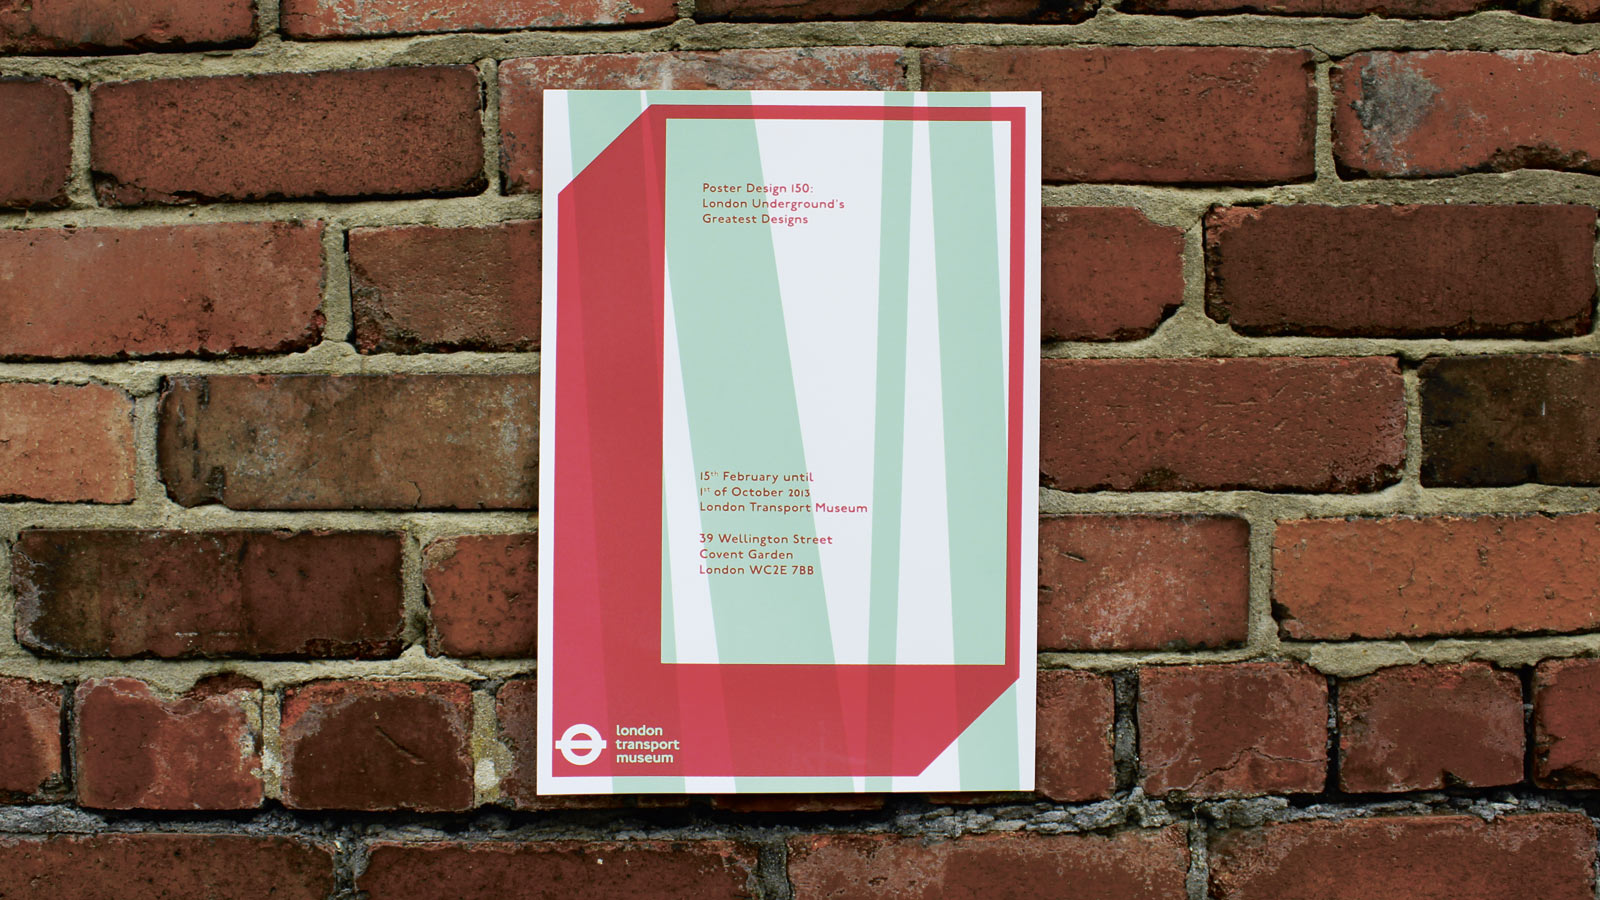 Poster Design 150:
London Underground's
Greatest Designs
15th February until
1st of October 2013
London Transport Museum
39 Wellington Street
Covent Garden
London WC2E 7BB
london
transport
museum